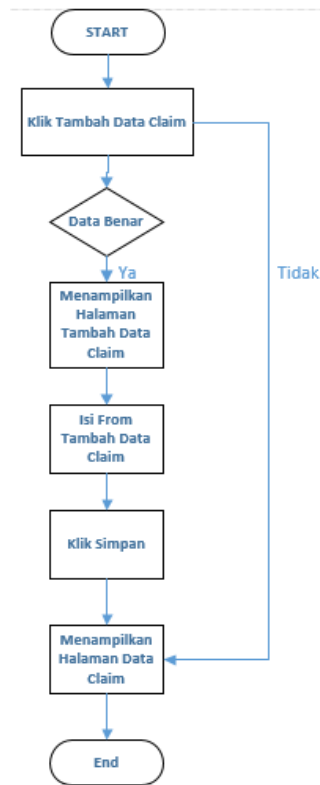 START
Klik Tambah Data Claim
Data Benar
Ya
Tidak
Menampilkan
Halaman
Tambah Data
Claim
Isi From
Tambah Data
Claim
Klik Simpan
Menampilkan
Halaman Data
Claim
End